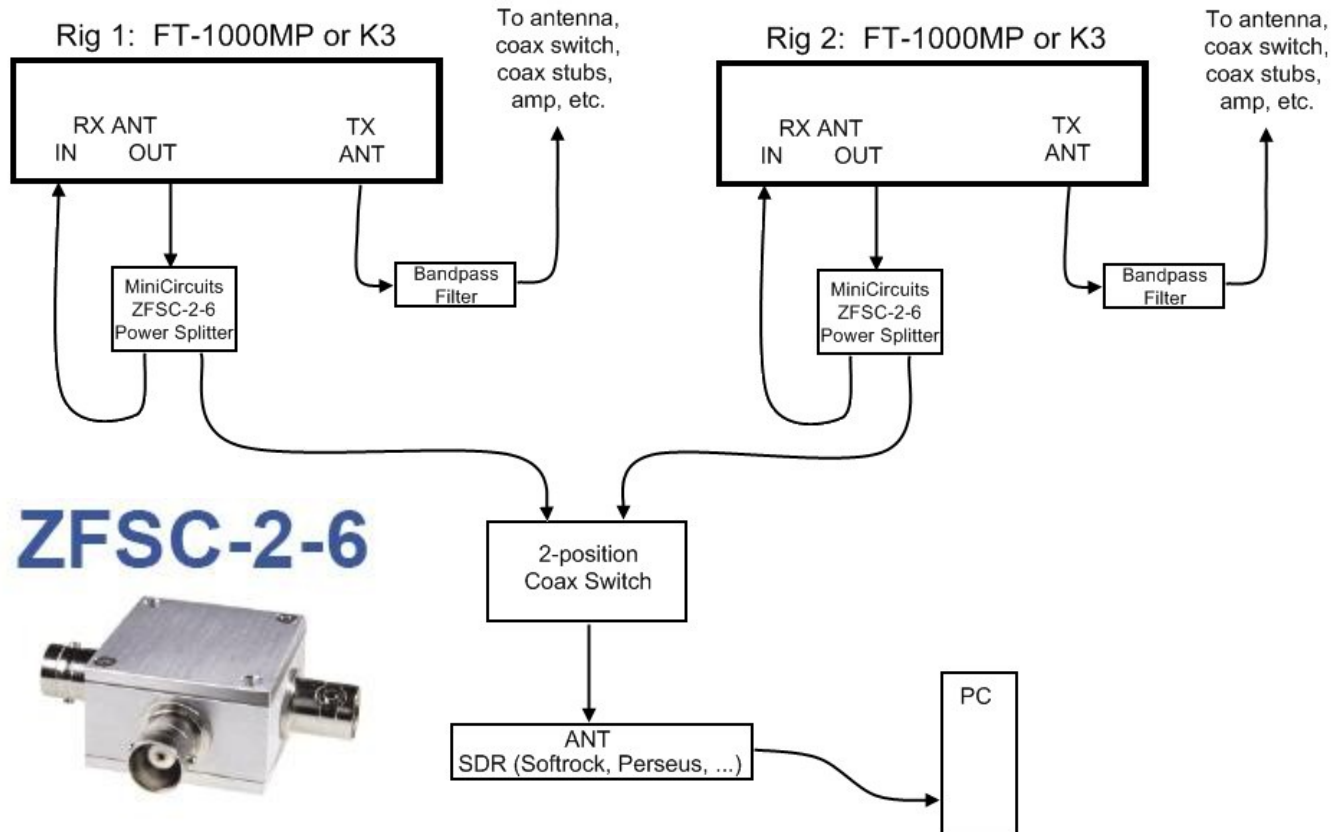 Rig 1: FT-1000MP or K3
RX ANT
IN OUT
TX
ANT
To antenna,
coax switch,
coax stubs,
amp, etc.
MiniCircuits
ZFSC-2-6
Power Splitter
Bandpass
Filter
Rig 2: FT-1000MP or K3
RX ANT
IN OUT
TX
ANT
To antenna,
coax switch,
coax stubs,
amp, etc.
MiniCircuits
ZFSC-2-6
Power Splitter
Bandpass
Filter
2-position
Coax Switch
ZFSC-2-6
ANT
SDR (Softrock, Perseus, ...)
PC